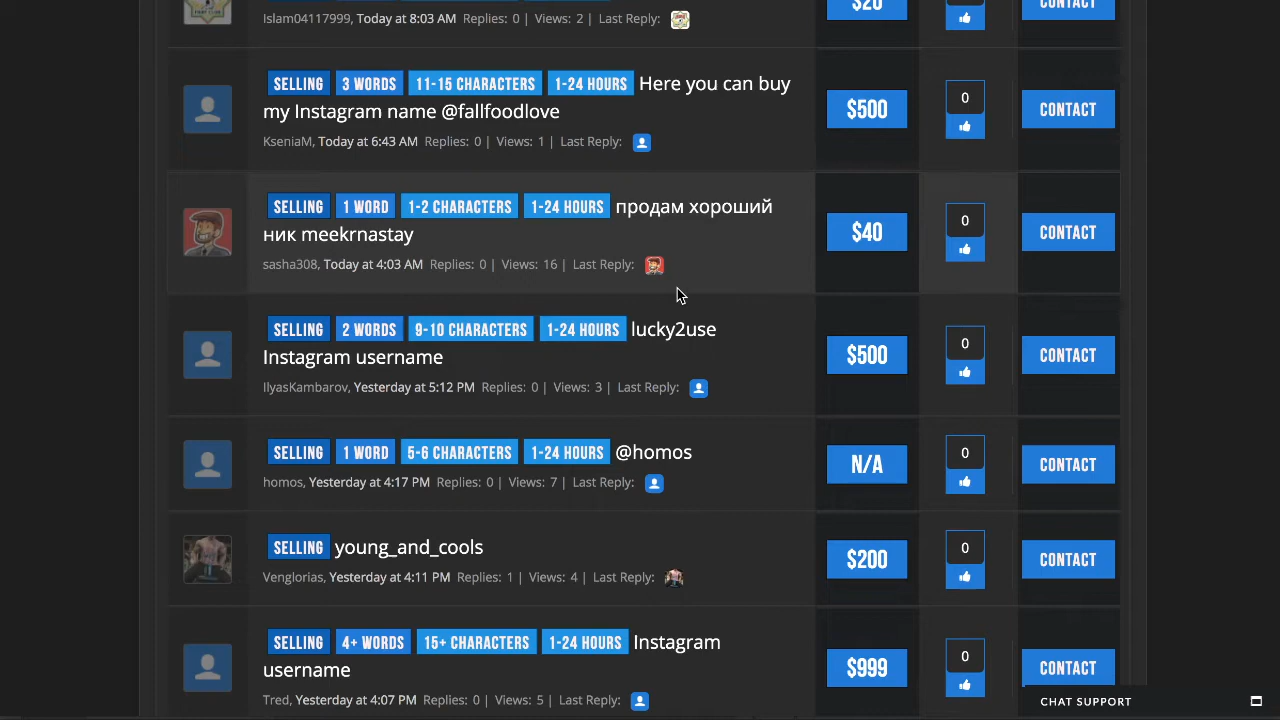 $20
Islam04117999, Today at 8:03 AM Replies: 0 | Views: 2 | Last Reply:
SELLING 3 WORDS 11-15 CHARACTERS 1-24 HOURS Here you can buy
my Instagram name @fallfoodlove
$500
0
CONTACT
KseniaM, Today at 6:43 AM Replies: 0 | Views: 1 | Last Reply:
SELLING 1 WORD 1-2 CHARACTERS 1-24 HOURS продам хороший
ник meekrnastay
$40
0
CONTACT
sasha308, Today at 4:03 AM Replies: 0 | Views: 16 | Last Reply:
SELLING 2 WORDS 9-10 CHARACTERS 1-24 HOURS lucky2use
Instagram username
$500
0
CONTACT
IlyasKambarov, Yesterday at 5:12 PM Replies: 0 | Views: 3 | Last Reply:
SELLING 1 WORD 5-6 CHARACTERS 1-24 HOURS @homos
N/A
0
CONTACT
homos, Yesterday at 4:17 PM Replies: 0 | Views: 7 | Last Reply:
SELLING young_and_cools
$200
0
CONTACT
Venglorias, Yesterday at 4:11 PM Replies: 1 | Views: 4 | Last Reply:
SELLING 4+ WORDS 15+ CHARACTERS 1-24 HOURS Instagram
username
$999
0
CONTACT
Tred, Yesterday at 4:07 PM Replies: 0 | Views: 5 | Last Reply:
CHAT SUPPORT